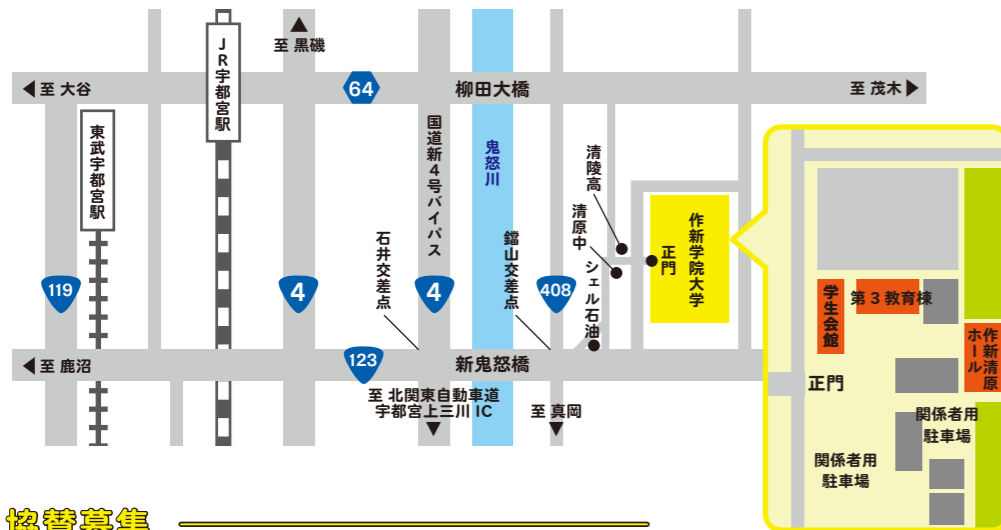 至 黒磯
JR宇都宮駅
64
柳田大橋
至 大谷
至 茂木
東武宇都宮駅
国道新4号バイパス
鬼怒川
清陵高
清原中
シェル石油
正門
作新学院大学
石井交差点
鐺山交差点
119
4
4
408
123
新鬼怒橋
至 鹿沼
至 北関東自動車道
宇都宮上三川 IC
至 真岡
学生会館
第3教育棟
作新清原
ホール
正門
関係者用
駐車場
関係者用
駐車場
協賛募集